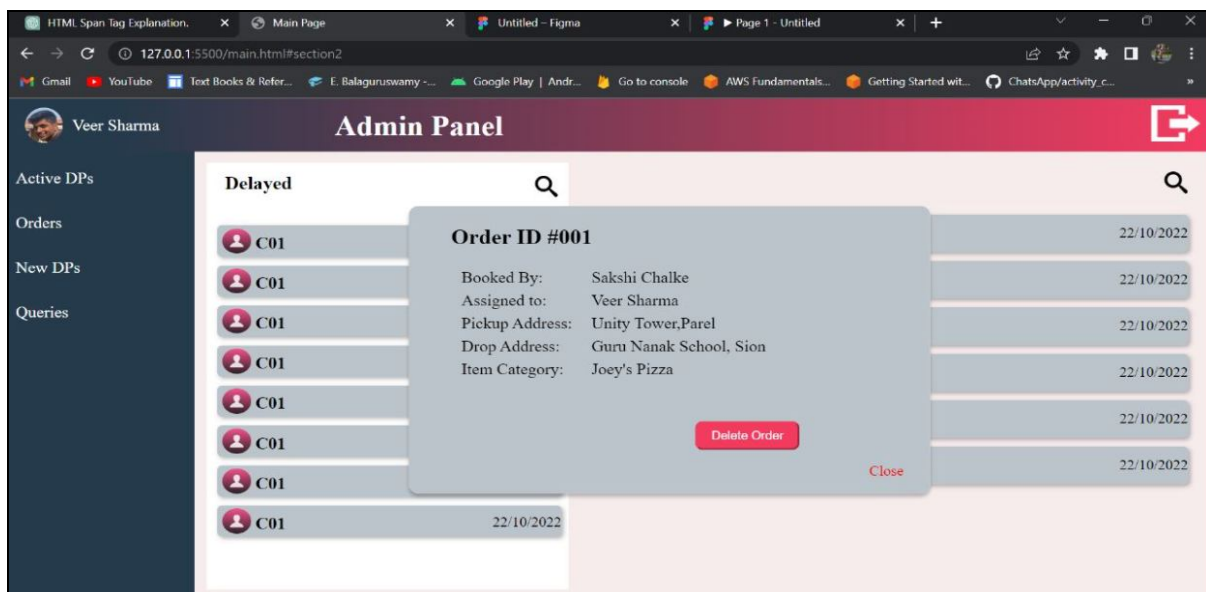 HTML Span Tag Explanation.
Main Page
Untitled – Figma
Page 1 - Untitled
127.0.0.1:5500/main.html#section2
Gmail
YouTube
Text Books & Refer...
E. Balaguruswamy -...
Google Play | Andr...
Go to console
AWS Fundamentals...
Getting Started wit...
ChatsApp/activity_c...
»
Veer Sharma
Admin Panel
Active DPs
Orders
New DPs
Queries
Delayed
C01
C01
C01
C01
C01
C01
C01
C01 22/10/2022
Order ID #001
Booked By: Sakshi Chalke
Assigned to: Veer Sharma
Pickup Address: Unity Tower,Parel
Drop Address: Guru Nanak School, Sion
Item Category: Joey's Pizza
Delete Order
Close
22/10/2022
22/10/2022
22/10/2022
22/10/2022
22/10/2022
22/10/2022